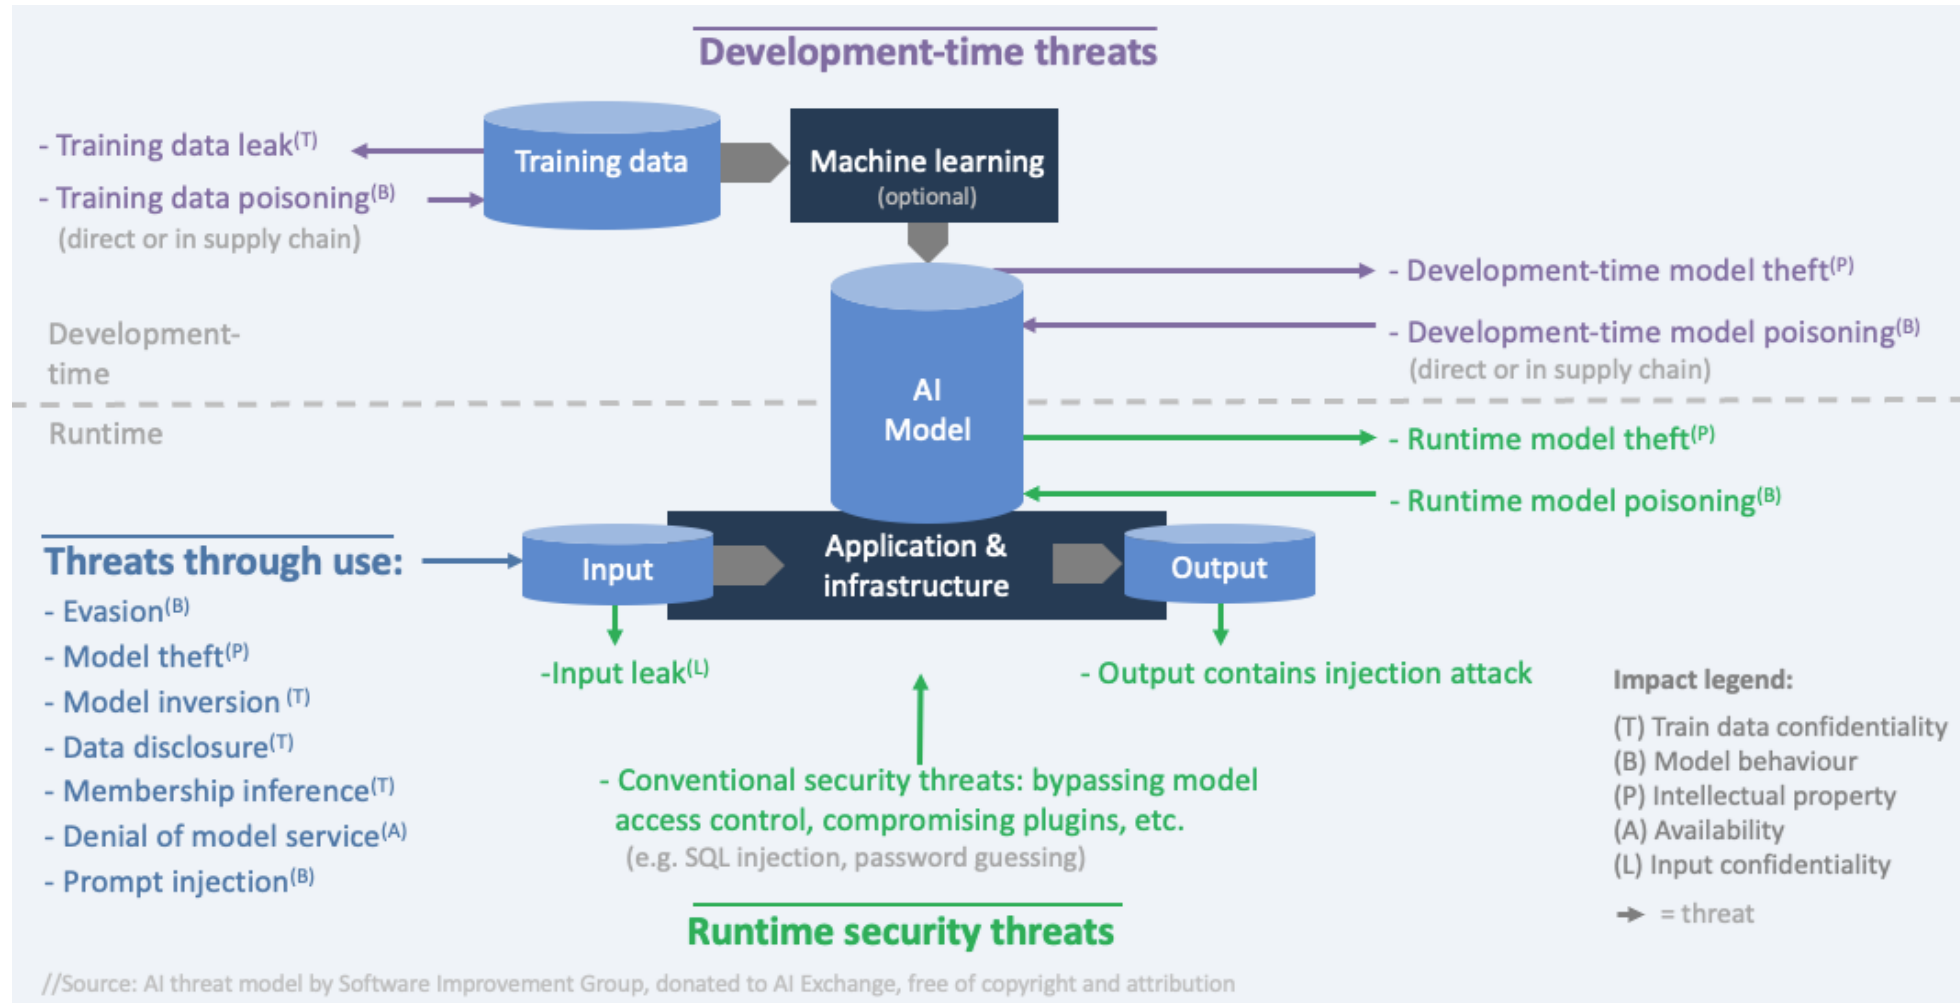 Development-time threats
- Training data leak(T)
- Training data poisoning(B)
(direct or in supply chain)
Training data
Machine learning
(optional)
- Development-time model theft(P)
- Development-time model poisoning(B)
(direct or in supply chain)
Development-
time
AI
Model
Runtime
- Runtime model theft(P)
- Runtime model poisoning(B)
Threats through use:
- Evasion(B)
- Model theft(P)
- Model inversion (T)
- Data disclosure(T)
- Membership inference(T)
- Denial of model service(A)
- Prompt injection(B)
Input
Application &
infrastructure
Output
-Input leak(L)
- Output contains injection attack
- Conventional security threats: bypassing model
access control, compromising plugins, etc.
(e.g. SQL injection, password guessing)
Impact legend:
(T) Train data confidentiality
(B) Model behaviour
(P) Intellectual property
(A) Availability
(L) Input confidentiality
= threat
Runtime security threats
//Source: AI threat model by Software Improvement Group, donated to AI Exchange, free of copyright and attribution